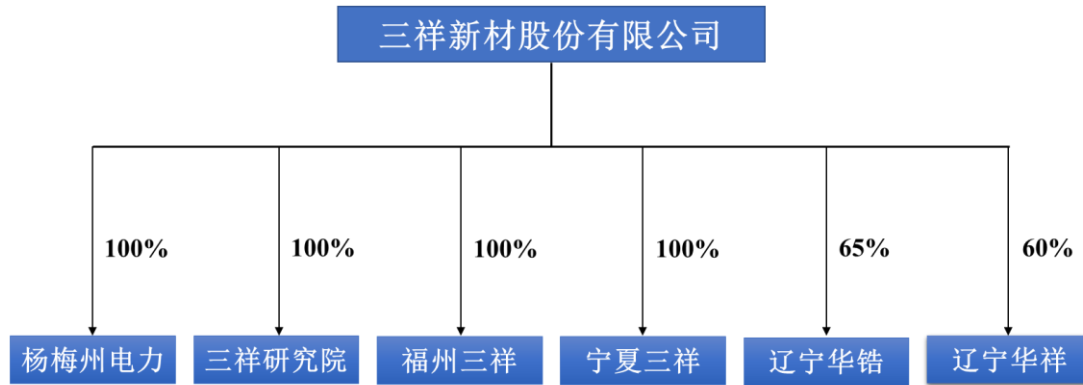 三祥新材股份有限公司
100%
100%
100%
100%
65%
60%
杨梅州电力
三祥研究院
福州三祥
宁夏三祥
辽宁华锆
辽宁华祥